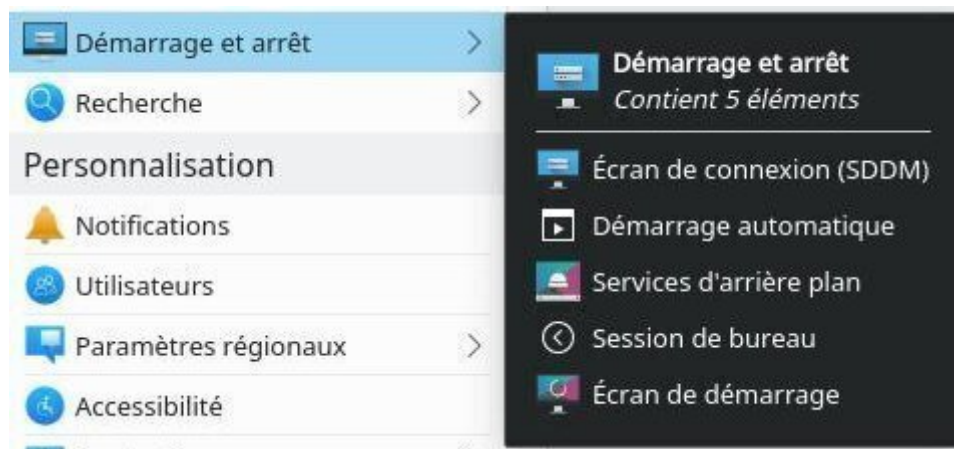 Démarrage et arrêt
Recherche
Personnalisation
Notifications
Utilisateurs
Paramètres régionaux
Accessibilité
Démarrage et arrêt
Contient 5 éléments
Écran de connexion (SDDM)
Démarrage automatique
Services d'arrière plan
Session de bureau
Écran de démarrage